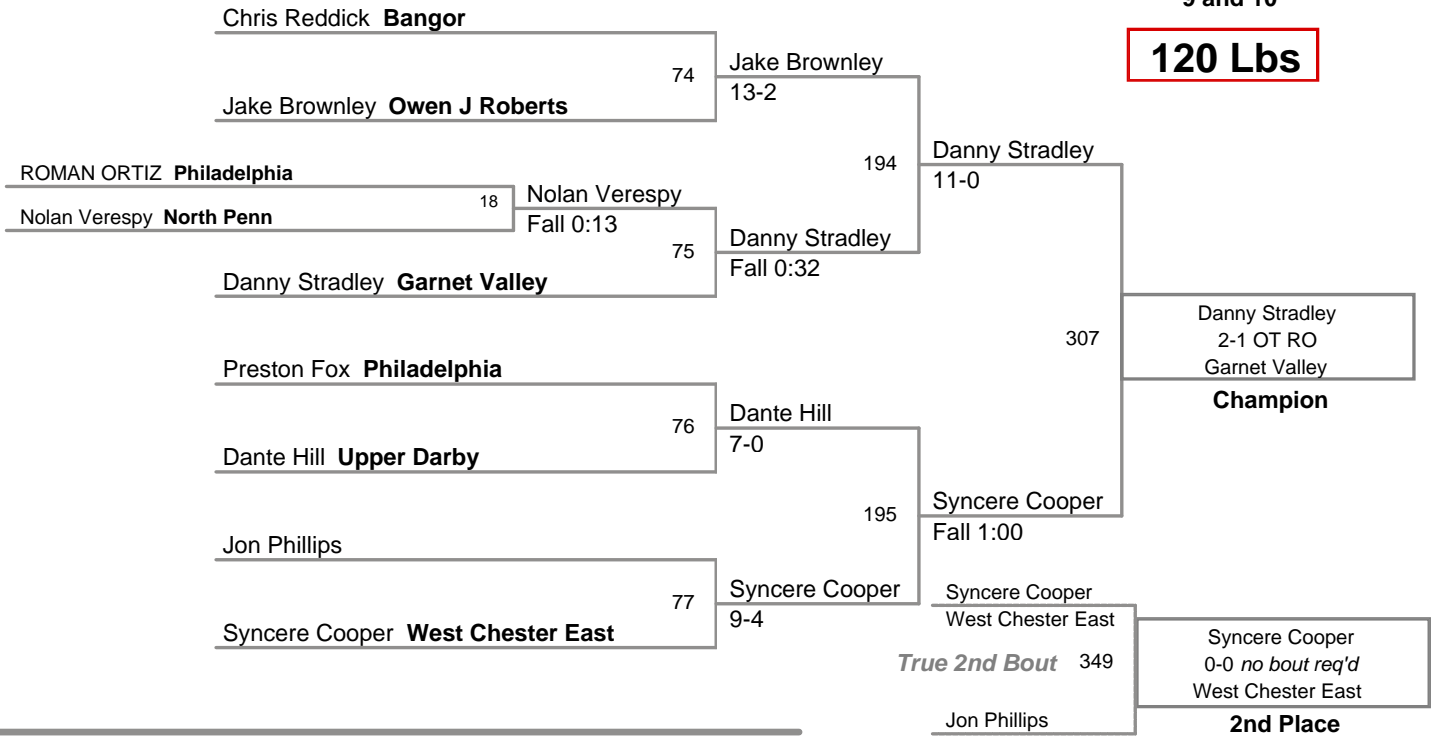 9 and 10
120 Lbs
Chris Reddick Bangor
74
Jake Brownley Owen J Roberts
Jake Brownley
13-2
ROMAN ORTIZ Philadelphia
18
Nolan Verespy North Penn
Nolan Verespy
Fall 0:13
75
Danny Stradley Garnet Valley
Danny Stradley
Fall 0:32
194
Danny Stradley
11-0
Preston Fox Philadelphia
76
Dante Hill Upper Darby
Dante Hill
7-0
Jon Phillips
77
Syncere Cooper West Chester East
Syncere Cooper
9-4
195
Syncere Cooper
Fall 1:00
307
Danny Stradley
2-1 OT RO
Garnet Valley
Champion
Syncere Cooper
West Chester East
True 2nd Bout 349
Jon Phillips
Syncere Cooper
0-0 no bout req'd
West Chester East
2nd Place